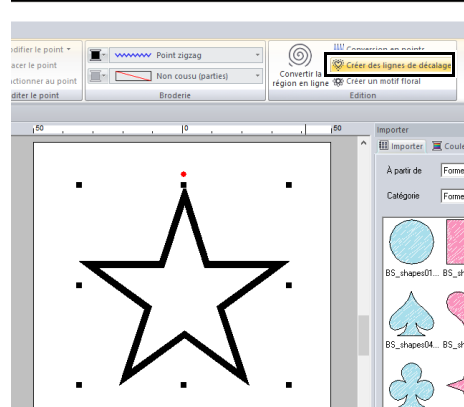 difier le point
acer le point
ctionner au point
diter le point
Point zigzag
Non cousu (parties)
Broderie
Convertir la
région en ligne
Conversion en points
Créer des lignes de décalage
Créer un motif floral
Edition
50 0 50
Importer
Importer Coule
À partir de Forme
Catégorie Forme
BS_shapes01... BS_sh
BS_shapes04... BS_sh